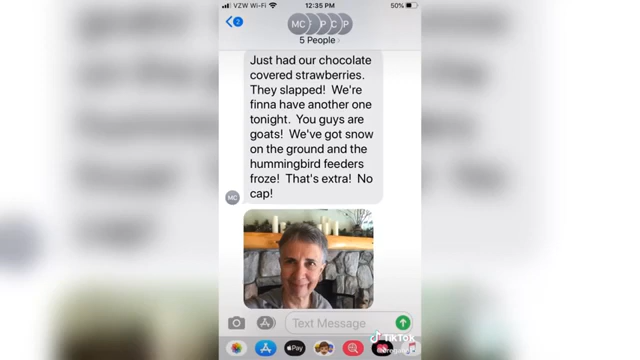 VZW Wi-Fi 12:35 PM 50%
2
MC F P C P
5 People
Just had our chocolate
covered strawberries.
They slapped! We're
finna have another one
tonight. You guys are
goats! We've got snow
on the ground and the
hummingbird feeders
froze! That's extra! No
cap!
MC
Text Message
TikTok
Pay